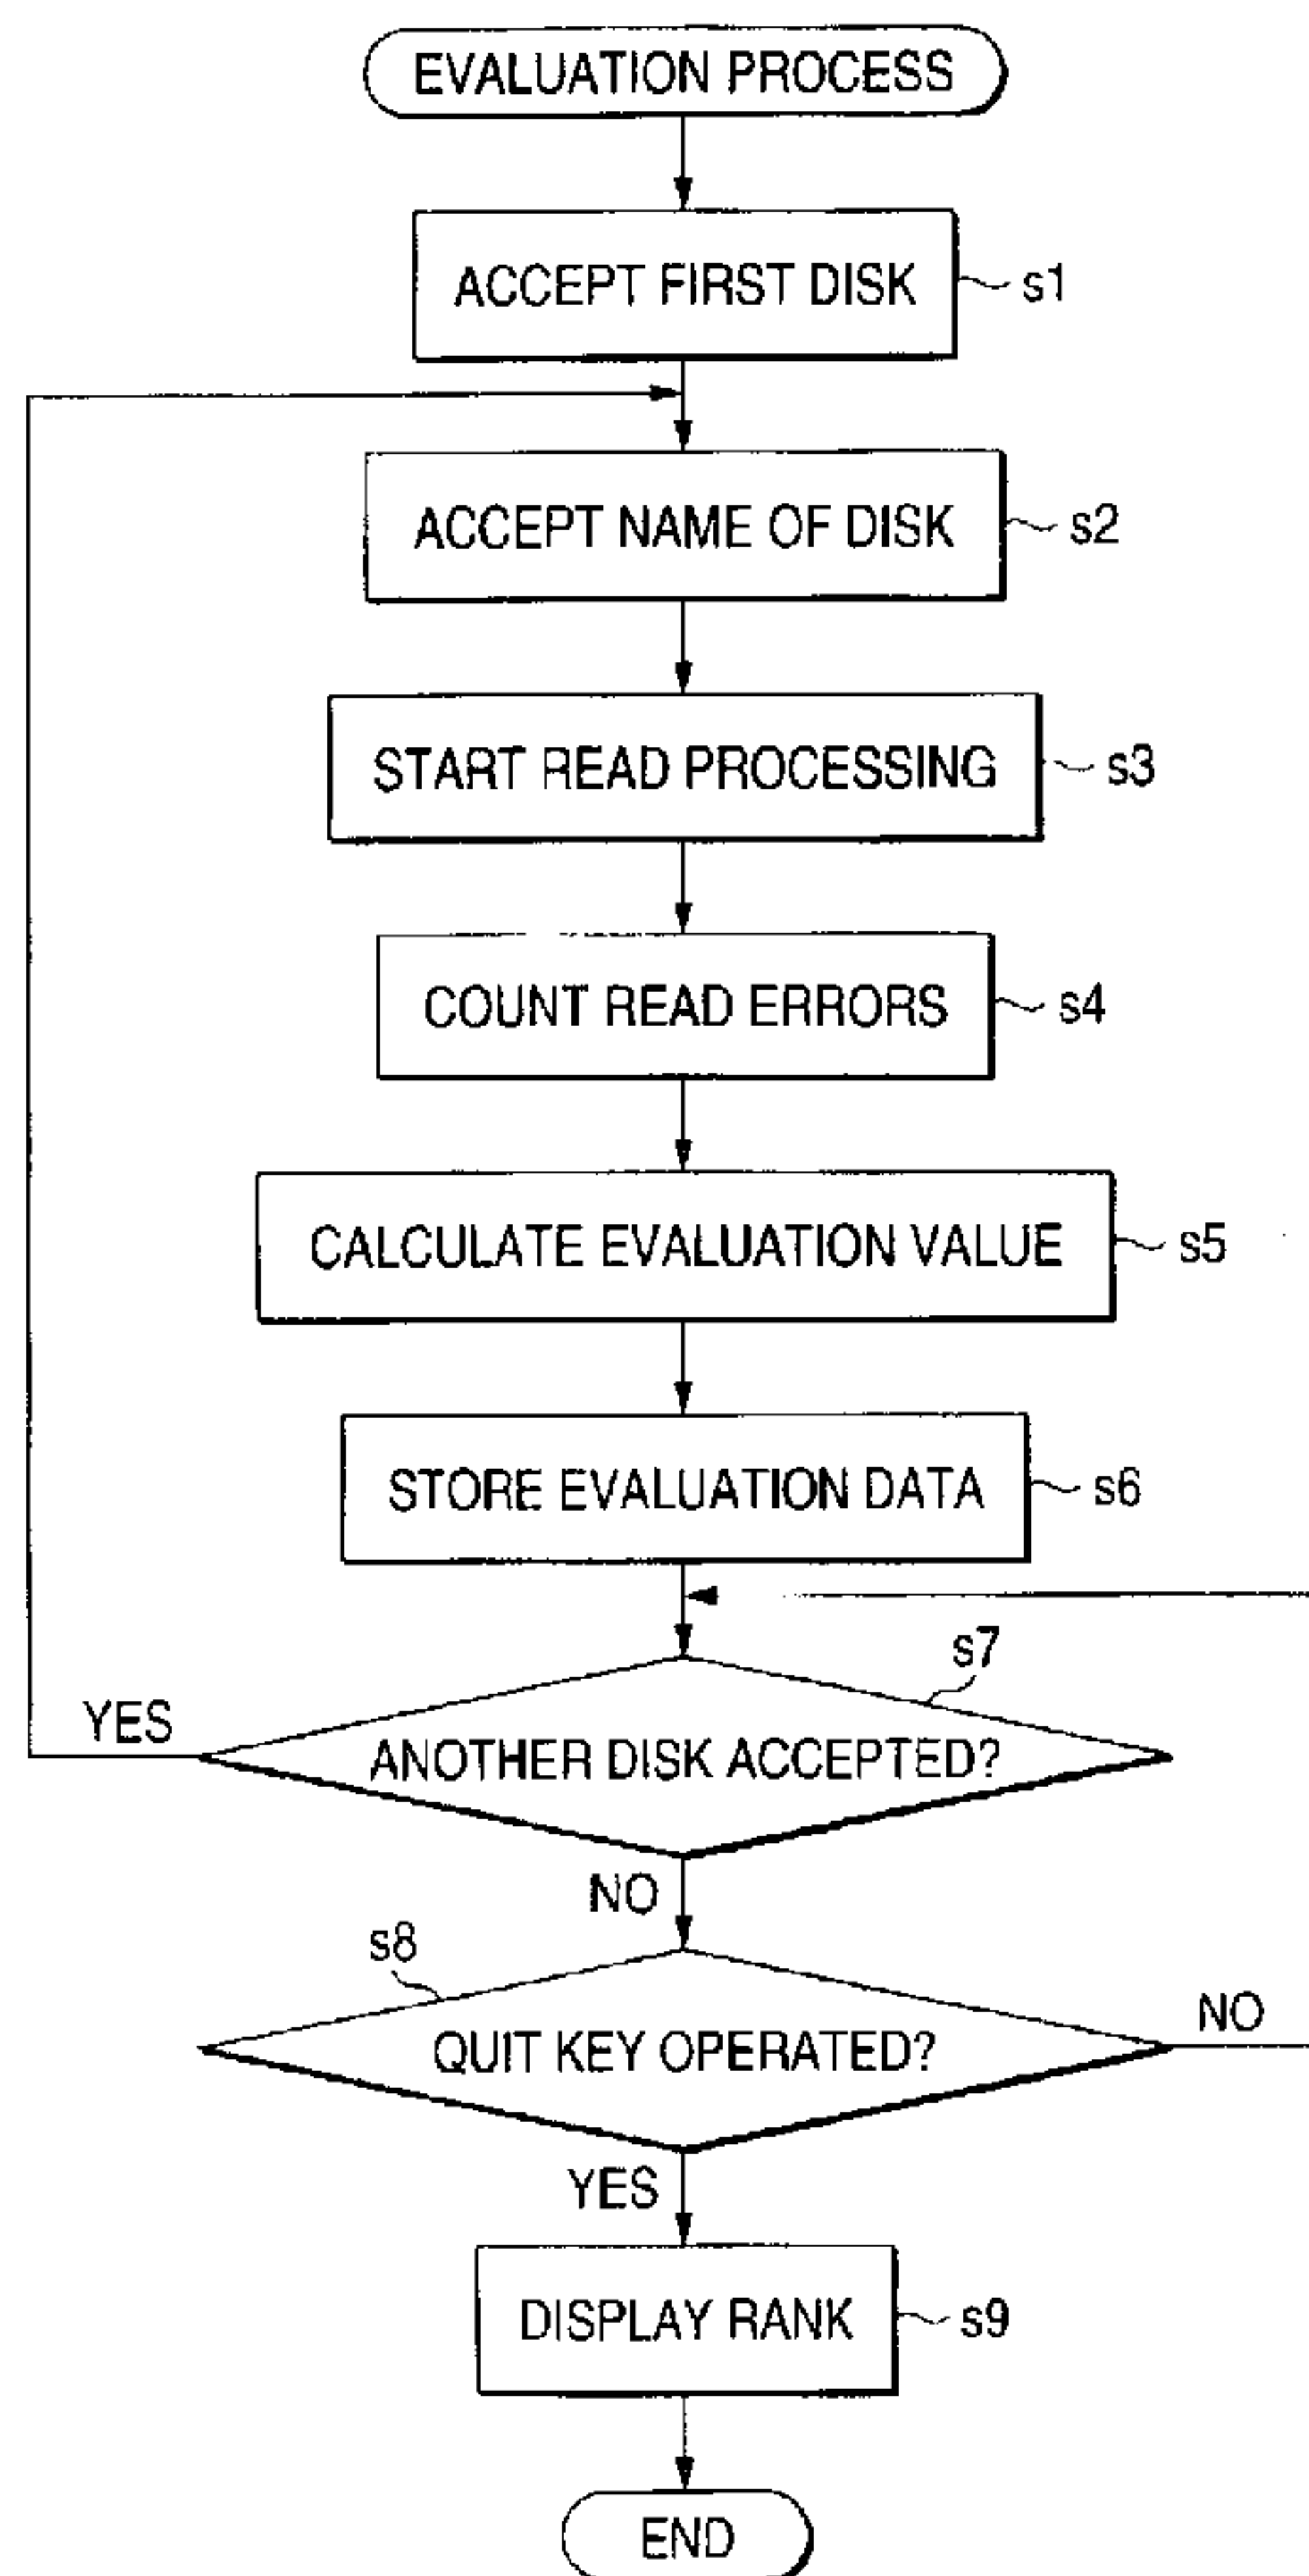 EVALUATION PROCESS
ACCEPT FIRST DISK s1
ACCEPT NAME OF DISK s2
START READ PROCESSING s3
COUNT READ ERRORS s4
CALCULATE EVALUATION VALUE s5
STORE EVALUATION DATA s6
s7
YES
ANOTHER DISK ACCEPTED?
NO
s8
NO
QUIT KEY OPERATED?
YES
DISPLAY RANK s9
END